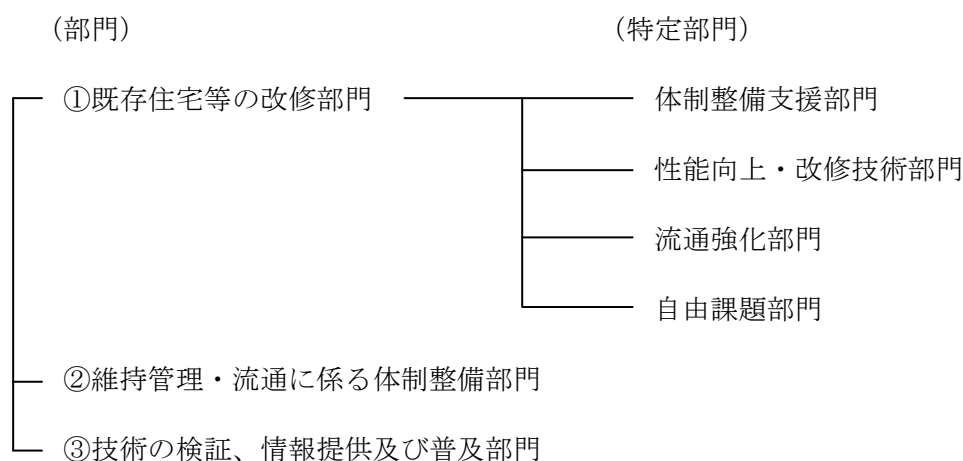 （部門）
（特定部門）
①既存住宅等の改修部門
体制整備支援部門
性能向上・改修技術部門
流通強化部門
自由課題部門
②維持管理・流通に係る体制整備部門
③技術の検証、情報提供及び普及部門